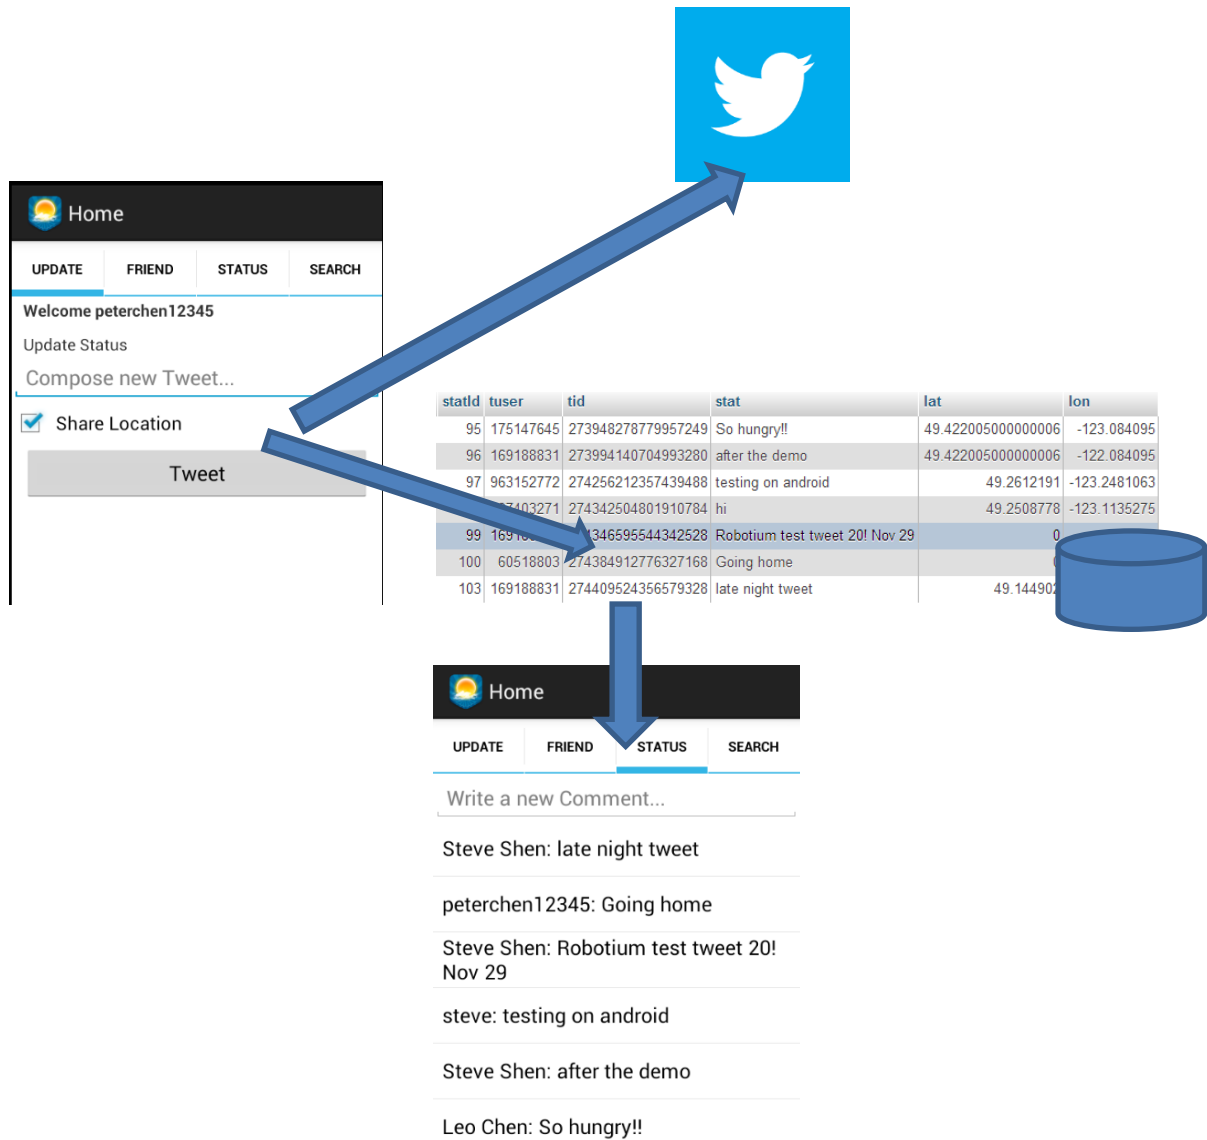 Home
UPDATE FRIEND STATUS SEARCH
Welcome peterchen12345
Update Status
Compose new Tweet...
Share Location
Tweet
statId tuser tid stat lat lon
95 175147645 273948278779957249 So hungry!! 49.422005000000006 -123.084095
96 169188831 273994140704993280 after the demo 49.422005000000006 -122.084095
97 963152772 274256212357439488 testing on android 49.2612191 -123.2481063
274342504801910784 hi 49.2508778 -123.1135275
99 Robotium test tweet 20! Nov 29 0
100 60518803 274384912776327168 Going home
103 169188831 274409524356579328 late night tweet 49.144902
Home
UPDATE FRIEND STATUS SEARCH
Write a new Comment...
Steve Shen: late night tweet
peterchen12345: Going home
Steve Shen: Robotium test tweet 20!
Nov 29
steve: testing on android
Steve Shen: after the demo
Leo Chen: So hungry!!